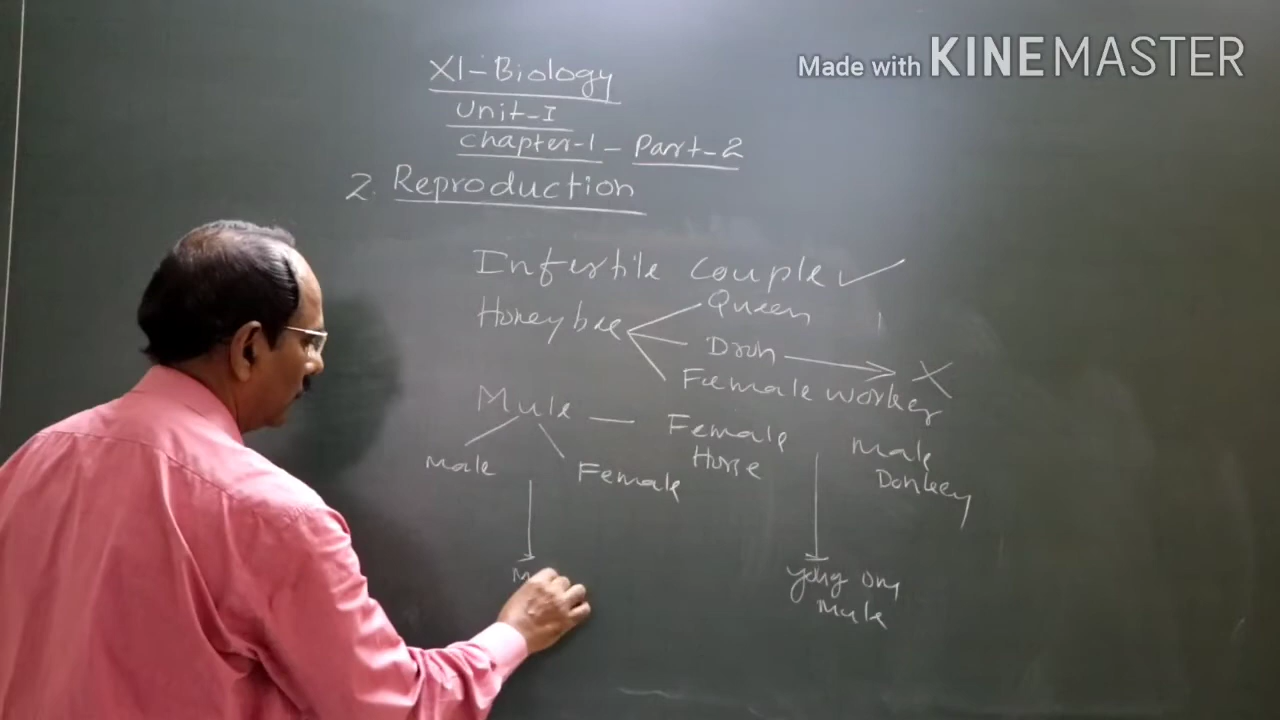 Made with KINEMASTER
XI-Biology
Unit-I
Chapter-1 - Part-2
2. Reproduction
Infertile couple ✓
Honeybee Queen
Dron X
Female worker
Mule — Female Horse
Male Donkey
Male Female
young one
Mule